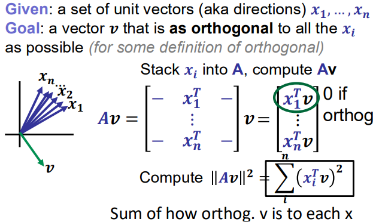 Given: a set of unit vectors (aka directions) x₁, …, xₙ
Goal: a vector v that is as orthogonal to all the xᵢ
as possible (for some definition of orthogonal)
Stack xᵢ into A, compute Av
xₙ
… x₂
x₁
v
Av = [ − x₁ᵀ − ⋮ − xₙᵀ − ] v = [ x₁ᵀv ⋮ xₙᵀv ]
0 if
orthog
Compute ‖Av‖² = ∑ᵢⁿ (xᵢᵀv)²
Sum of how orthog. v is to each x